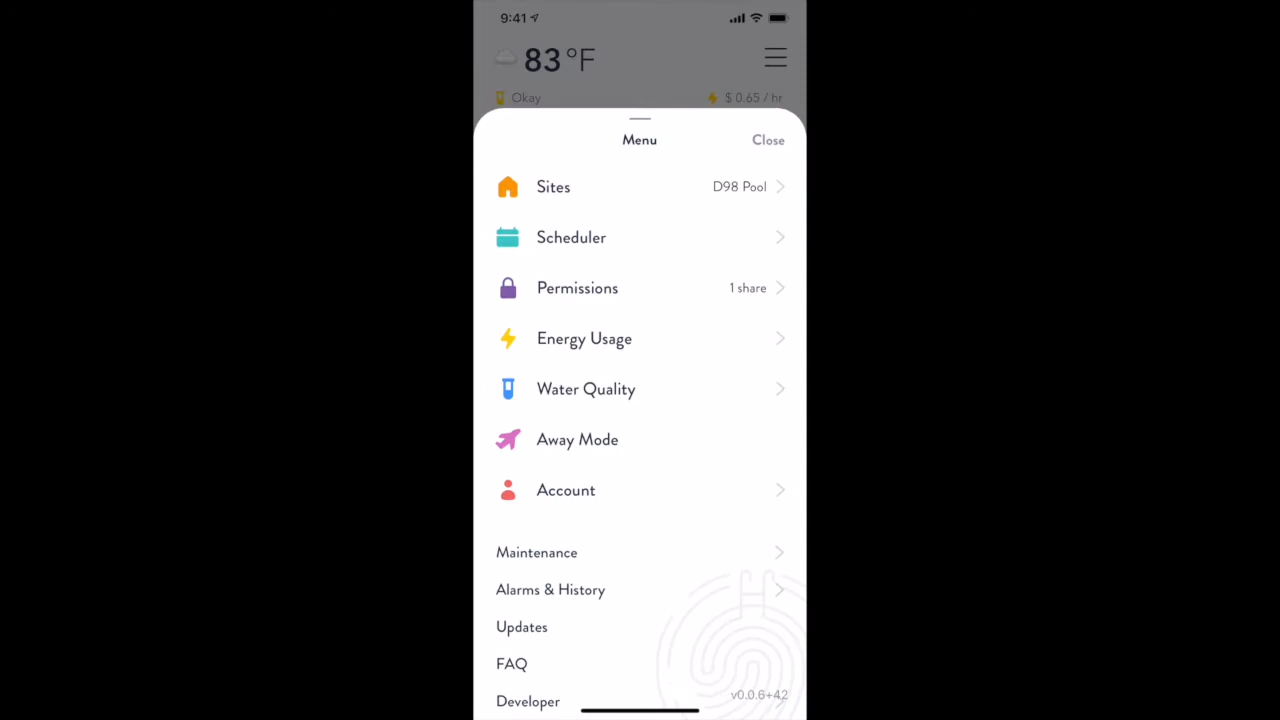 9:41
83°F
Okay
$ 0.65 / hr
Menu
Close
Sites
D98 Pool
Scheduler
Permissions
1 share
Energy Usage
Water Quality
Away Mode
Account
Maintenance
Alarms & History
Updates
FAQ
v0.0.6+42
Developer